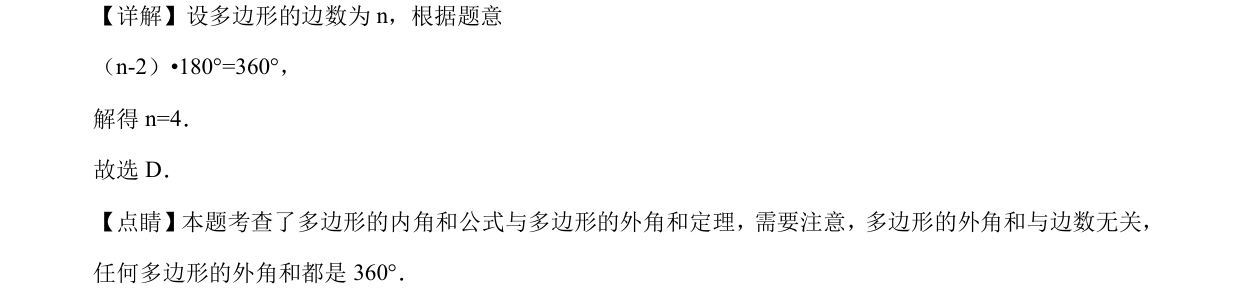 【详解】设多边形的边数为 n，根据题意
（n-2）•180°=360°，
解得 n=4．
故选 D．
【点睛】本题考查了多边形的内角和公式与多边形的外角和定理，需要注意，多边形的外角和与边数无关，
任何多边形的外角和都是 360°．